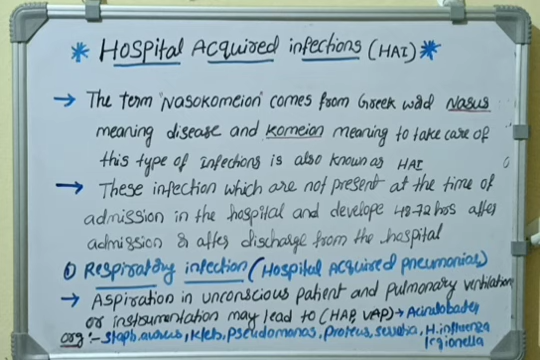 * HOSPITAL ACQUIRED infections (HAI) *
→ The term 'Nasokomeion' comes from Greek word Nasus
meaning disease and Komeion meaning to take care of
this type of infections is also known as HAI
→ These infection which are not present at the time of
admission in the hospital and develope 48-72 hrs after
admission & after discharge from the hospital
① Respiratory infection (Hospital Acquired pneumonias)
→ Aspiration in unconscious patient and pulmonary ventilation
or instrumentation may lead to (HAP, VAP) → Acinatobacter
org:- staph.aureus, Kleb, pseudomonas, proteus, serratia, H.influenza
legionella